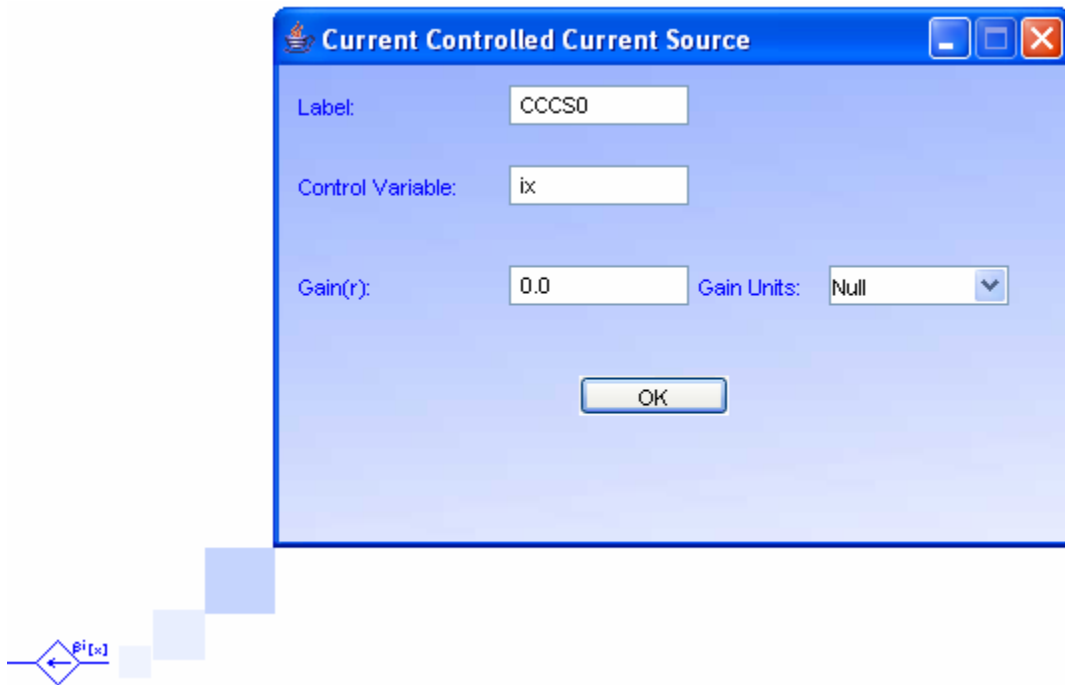 Current Controlled Current Source
Label: CCCS0
Control Variable: ix
Gain(r): 0.0 Gain Units: Null
OK
βi[x]